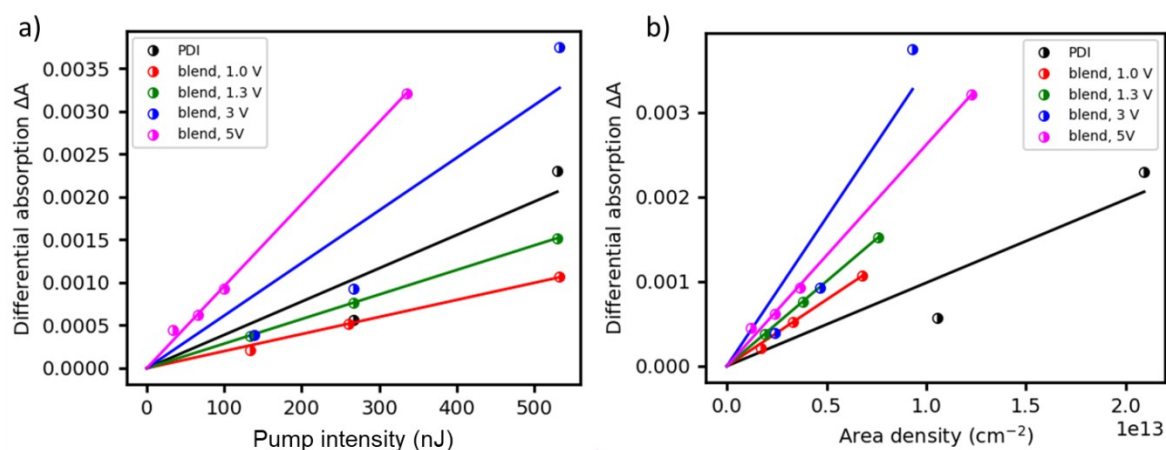 a)
Differential absorption ΔA
0.0035
0.0030
0.0025
0.0020
0.0015
0.0010
0.0005
0.0000
PDI
blend, 1.0 V
blend, 1.3 V
blend, 3 V
blend, 5V
0 100 200 300 400 500
Pump intensity (nJ)
b)
Differential absorption ΔA
0.003
0.002
0.001
0.000
PDI
blend, 1.0 V
blend, 1.3 V
blend, 3 V
blend, 5V
0.0 0.5 1.0 1.5 2.0
1e13
Area density (cm⁻²)